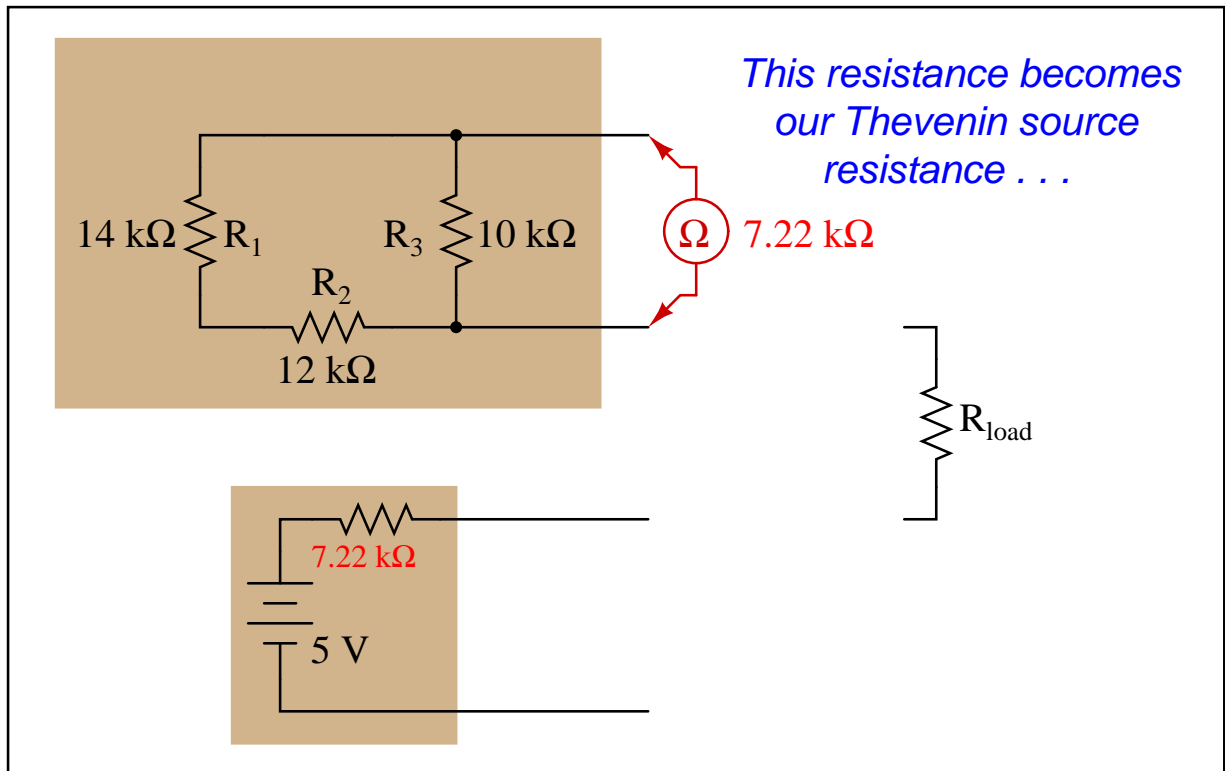 This resistance becomes
our Thevenin source
resistance . . .
14 kΩ
R1
R3
10 kΩ
Ω
7.22 kΩ
R2
12 kΩ
Rload
7.22 kΩ
5 V